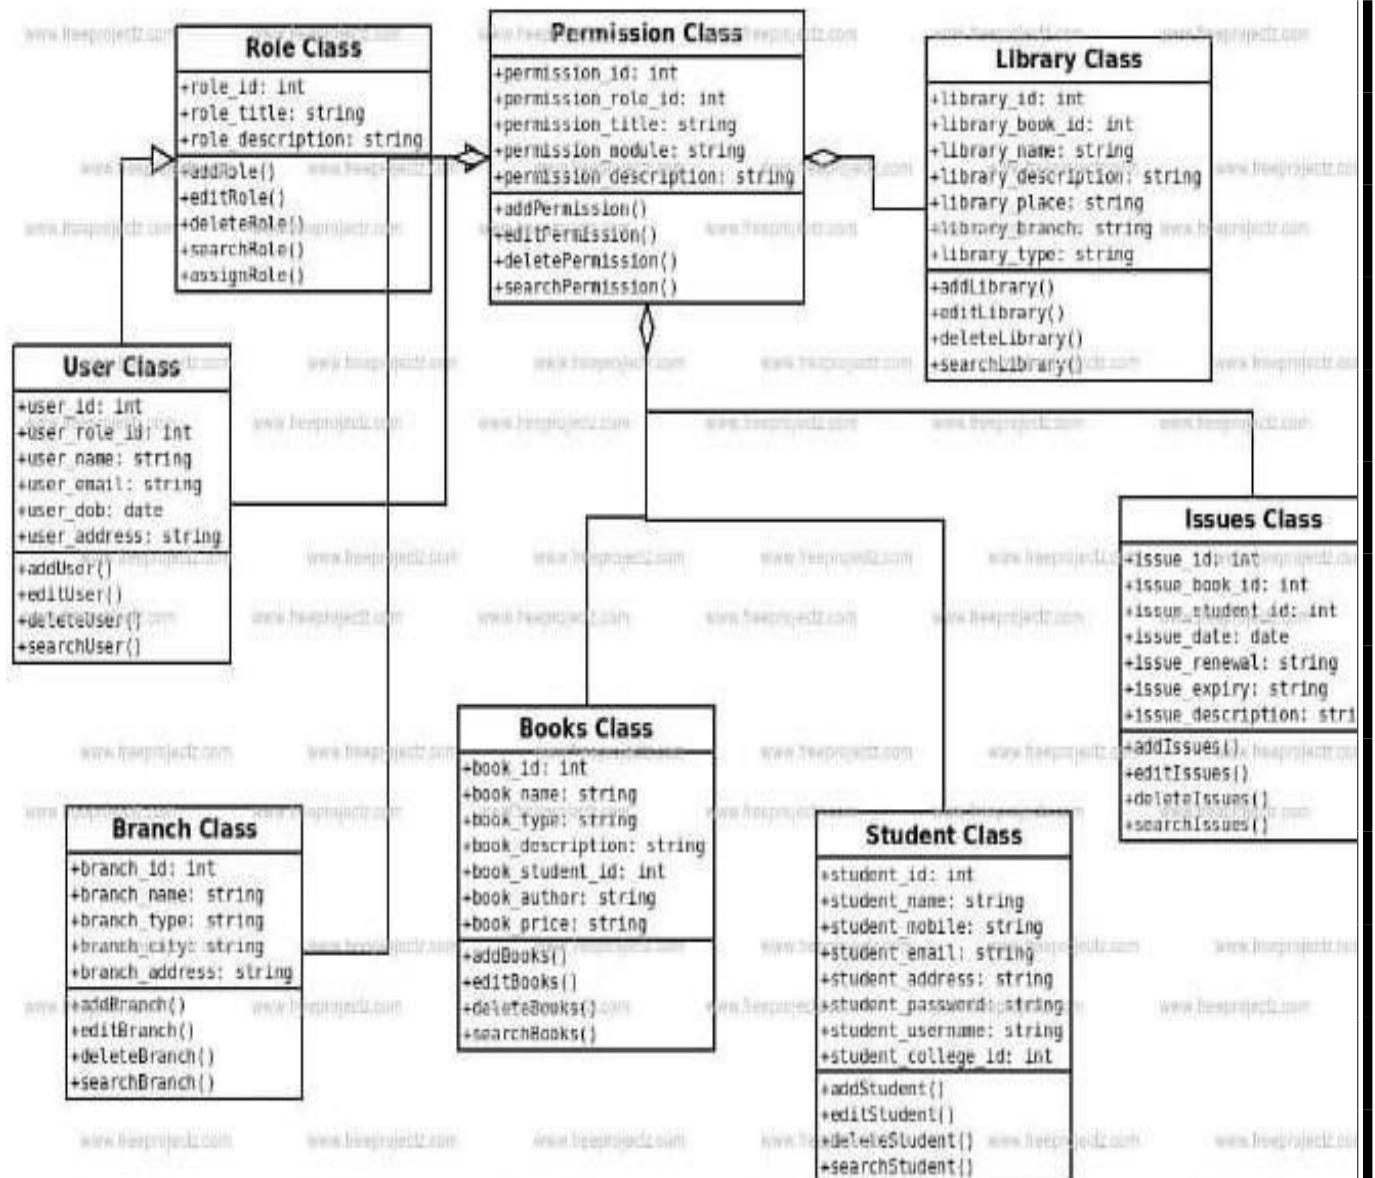 Role Class
+role_id: int
+role_title: string
+role_description: string
+addRole()
+editRole()
+deleteRole()
+searchRole()
+assignRole()
Permission Class
+permission_id: int
+permission_role_id: int
+permission_title: string
+permission_module: string
+permission_description: string
+addPermission()
+editPermission()
+deletePermission()
+searchPermission()
Library Class
+library_id: int
+library_book_id: int
+library_name: string
+library_description: string
+library_place: string
+library_branch: string
+library_type: string
+addLibrary()
+editLibrary()
+deleteLibrary()
+searchLibrary()
User Class
+user_id: int
+user_role_id: int
+user_name: string
+user_email: string
+user_dob: date
+user_address: string
+addUser()
+editUser()
+deleteUser()
+searchUser()
Issues Class
+issue_id: int
+issue_book_id: int
+issue_student_id: int
+issue_date: date
+issue_renewal: string
+issue_expiry: string
+issue_description: stri
+addIssues()
+editIssues()
+deleteIssues()
+searchIssues()
Books Class
+book_id: int
+book_name: string
+book_type: string
+book_description: string
+book_student_id: int
+book_author: string
+book_price: string
+addBooks()
+editBooks()
+deleteBooks()
+searchBooks()
Branch Class
+branch_id: int
+branch_name: string
+branch_type: string
+branch_city: string
+branch_address: string
+addBranch()
+editBranch()
+deleteBranch()
+searchBranch()
Student Class
+student_id: int
+student_name: string
+student_mobile: string
+student_email: string
+student_address: string
+student_password: string
+student_username: string
+student_college_id: int
+addStudent()
+editStudent()
+deleteStudent()
+searchStudent()
www.freeprojectz.com